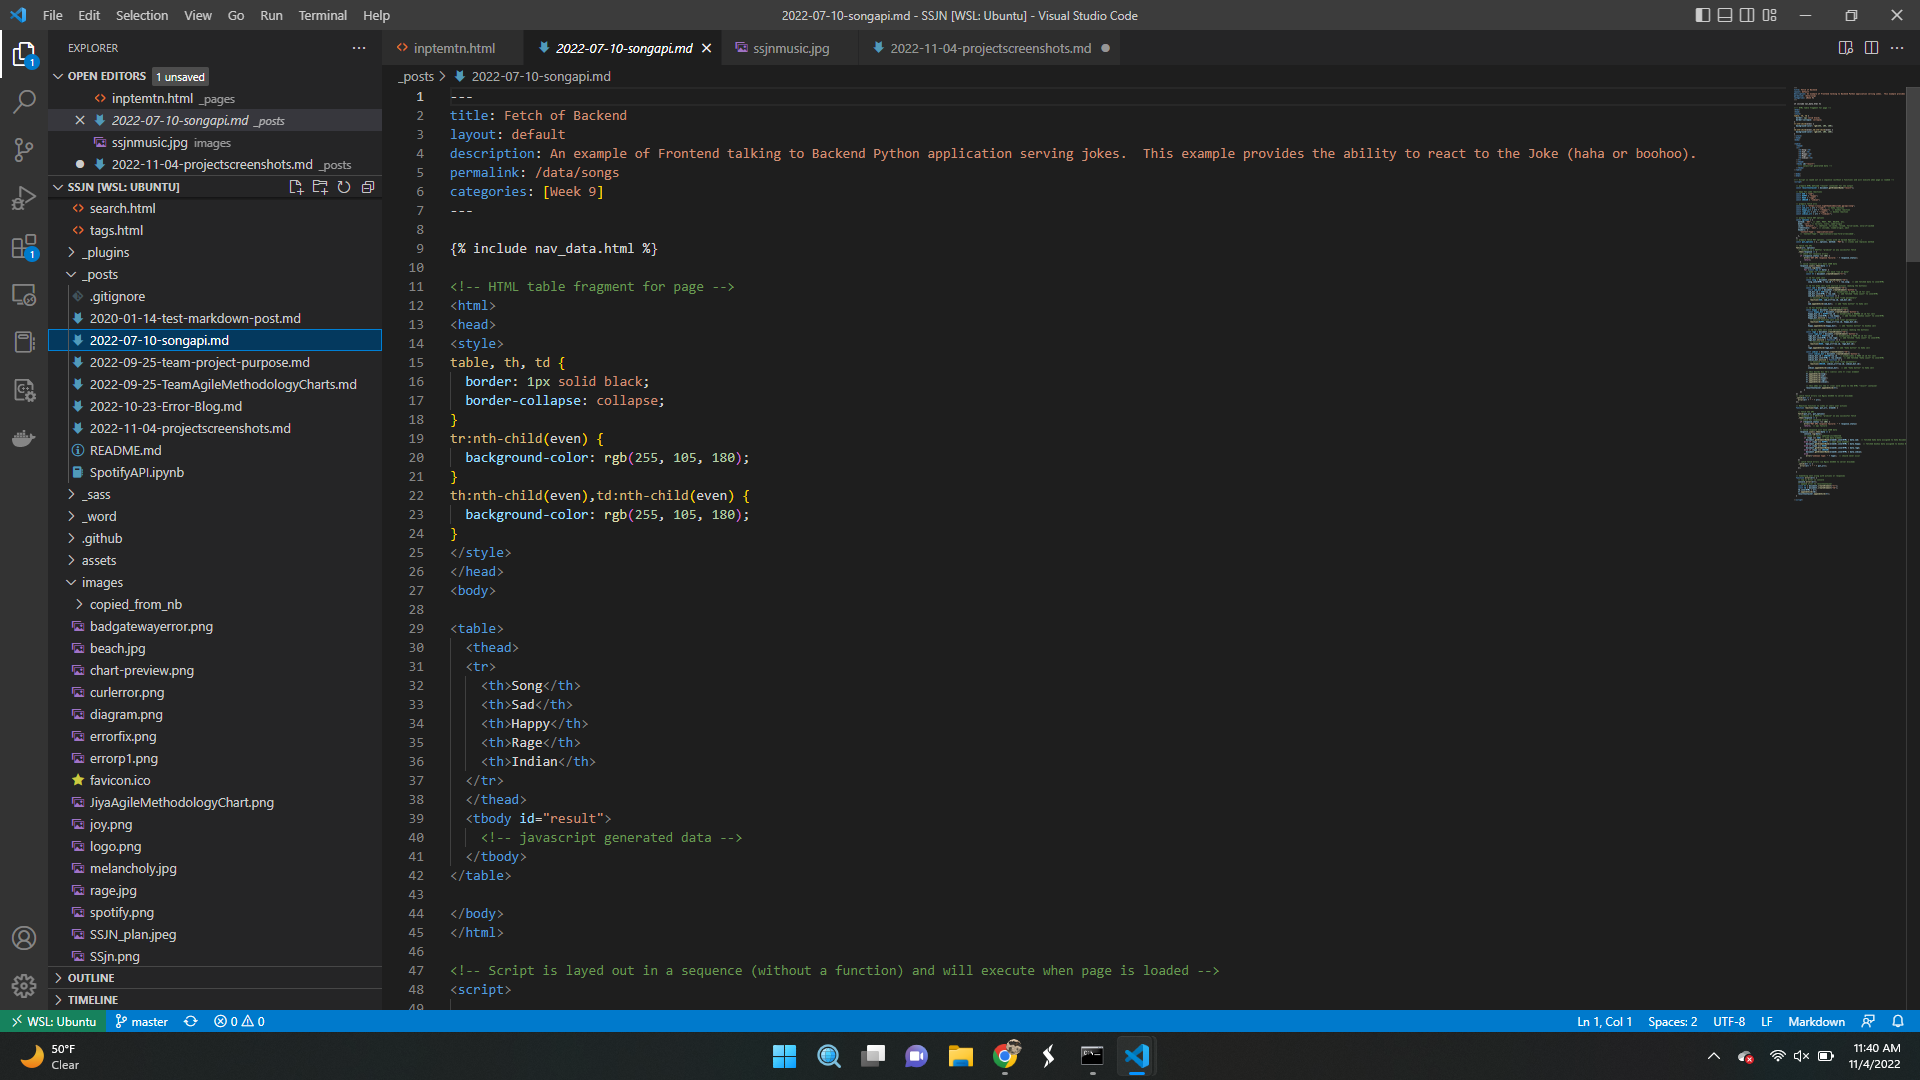 File Edit Selection View Go Run Terminal Help
2022-07-10-songapi.md - SSJN [WSL: Ubuntu] - Visual Studio Code
EXPLORER
OPEN EDITORS 1 unsaved
inptemtn.html _pages
2022-07-10-songapi.md _posts
ssjnmusic.jpg images
2022-11-04-projectscreenshots.md _posts
SSJN [WSL: UBUNTU]
search.html
tags.html
_plugins
_posts
.gitignore
2020-01-14-test-markdown-post.md
2022-07-10-songapi.md
2022-09-25-team-project-purpose.md
2022-09-25-TeamAgileMethodologyCharts.md
2022-10-23-Error-Blog.md
2022-11-04-projectscreenshots.md
README.md
SpotifyAPI.ipynb
_sass
_word
.github
assets
images
copied_from_nb
badgatewayerror.png
beach.jpg
chart-preview.png
curlerror.png
diagram.png
errorfix.png
errorp1.png
favicon.ico
JiyaAgileMethodologyChart.png
joy.png
logo.png
melancholy.jpg
rage.jpg
spotify.png
SSJN_plan.jpeg
SSjn.png
OUTLINE
TIMELINE
inptemtn.html
2022-07-10-songapi.md
ssjnmusic.jpg
2022-11-04-projectscreenshots.md
_posts > 2022-07-10-songapi.md
1 ---
2 title: Fetch of Backend
3 layout: default
4 description: An example of Frontend talking to Backend Python application serving jokes.  This example provides the ability to react to the Joke (haha or boohoo).
5 permalink: /data/songs
6 categories: [Week 9]
7 ---
8
9 {% include nav_data.html %}
10
11 <!-- HTML table fragment for page -->
12 <html>
13 <head>
14 <style>
15 table, th, td {
16   border: 1px solid black;
17   border-collapse: collapse;
18 }
19 tr:nth-child(even) {
20   background-color: rgb(255, 105, 180);
21 }
22 th:nth-child(even),td:nth-child(even) {
23   background-color: rgb(255, 105, 180);
24 }
25 </style>
26 </head>
27 <body>
28
29 <table>
30   <thead>
31   <tr>
32     <th>Song</th>
33     <th>Sad</th>
34     <th>Happy</th>
35     <th>Rage</th>
36     <th>Indian</th>
37   </tr>
38   </thead>
39   <tbody id="result">
40     <!-- javascript generated data -->
41   </tbody>
42 </table>
43
44 </body>
45 </html>
46
47 <!-- Script is layed out in a sequence (without a function) and will execute when page is loaded -->
48 <script>
49
WSL: Ubuntu master 0 0
Ln 1, Col 1 Spaces: 2 UTF-8 LF Markdown
50°F
Clear
11:40 AM
11/4/2022